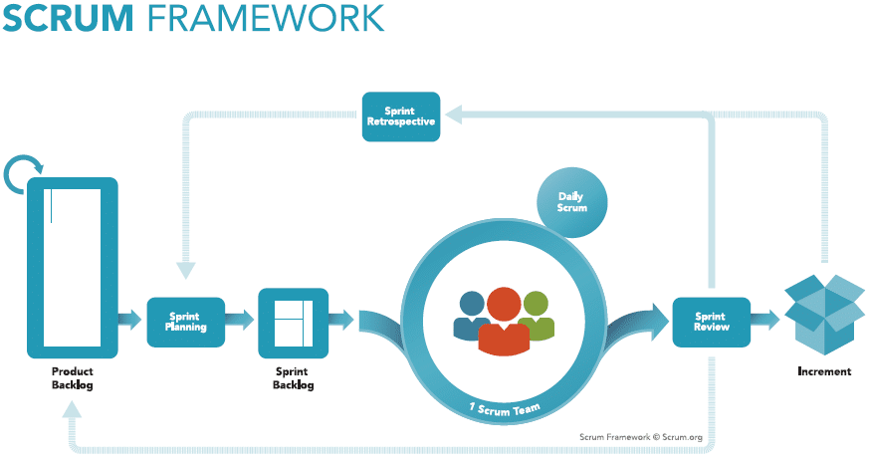 SCRUM FRAMEWORK
Sprint
Retrospective
Daily
Scrum
Sprint
Planning
Sprint
Review
Product
Backlog
Sprint
Backlog
1 Scrum Team
Increment
Scrum Framework © Scrum.org